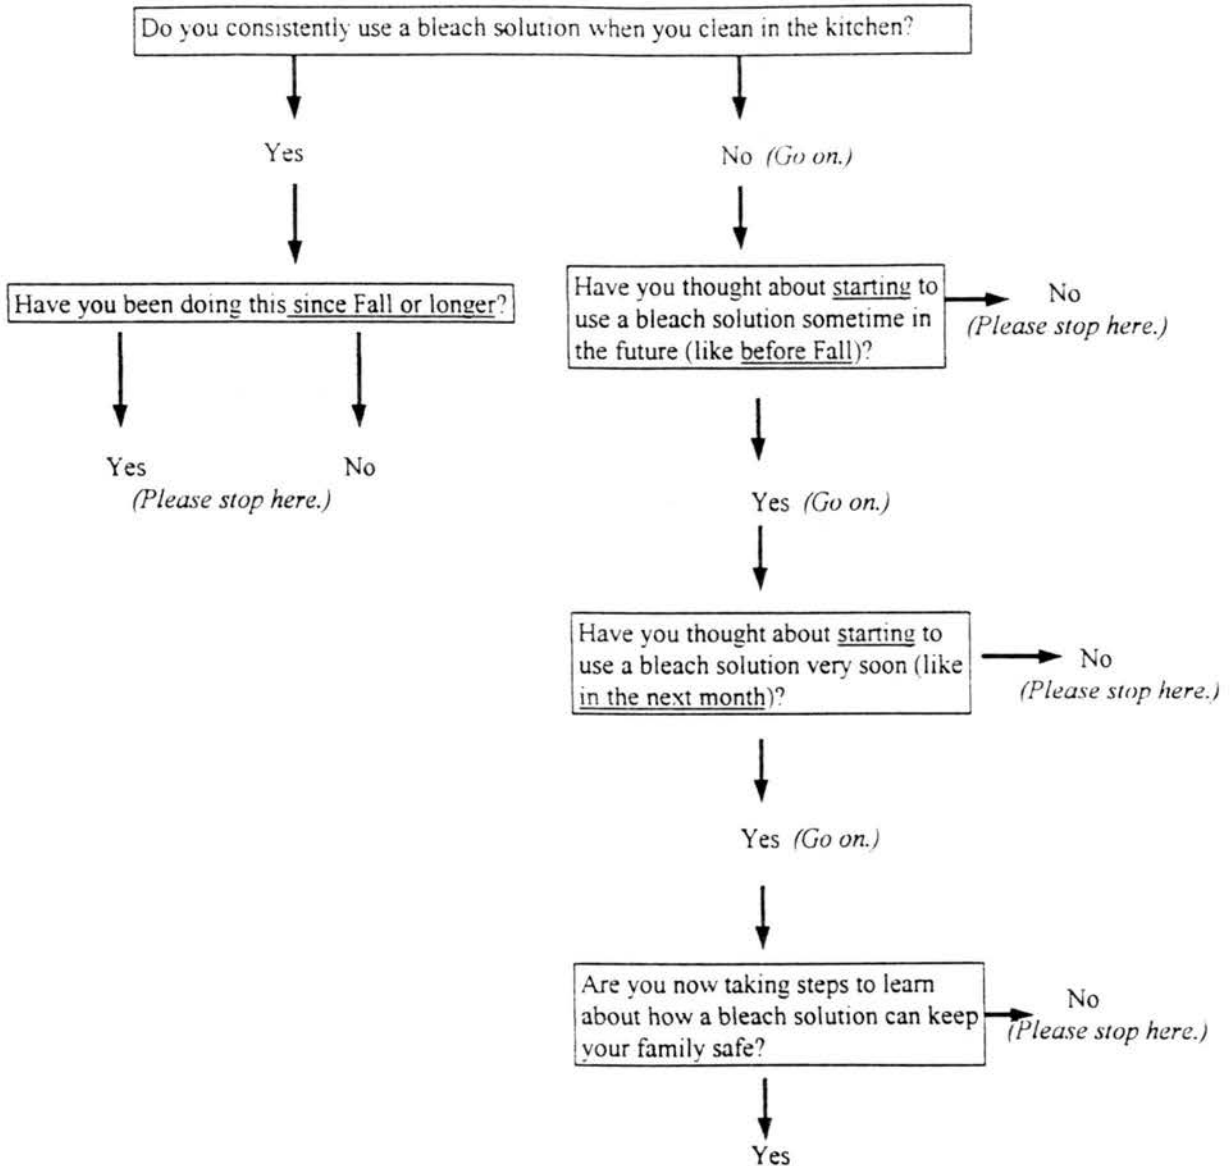 Do you consistently use a bleach solution when you clean in the kitchen?
Yes
No (Go on.)
Have you been doing this since Fall or longer?
Yes
No
(Please stop here.)
Have you thought about starting to
use a bleach solution sometime in
the future (like before Fall)?
No
(Please stop here.)
Yes (Go on.)
Have you thought about starting to
use a bleach solution very soon (like
in the next month)?
No
(Please stop here.)
Yes (Go on.)
Are you now taking steps to learn
about how a bleach solution can keep
your family safe?
No
(Please stop here.)
Yes